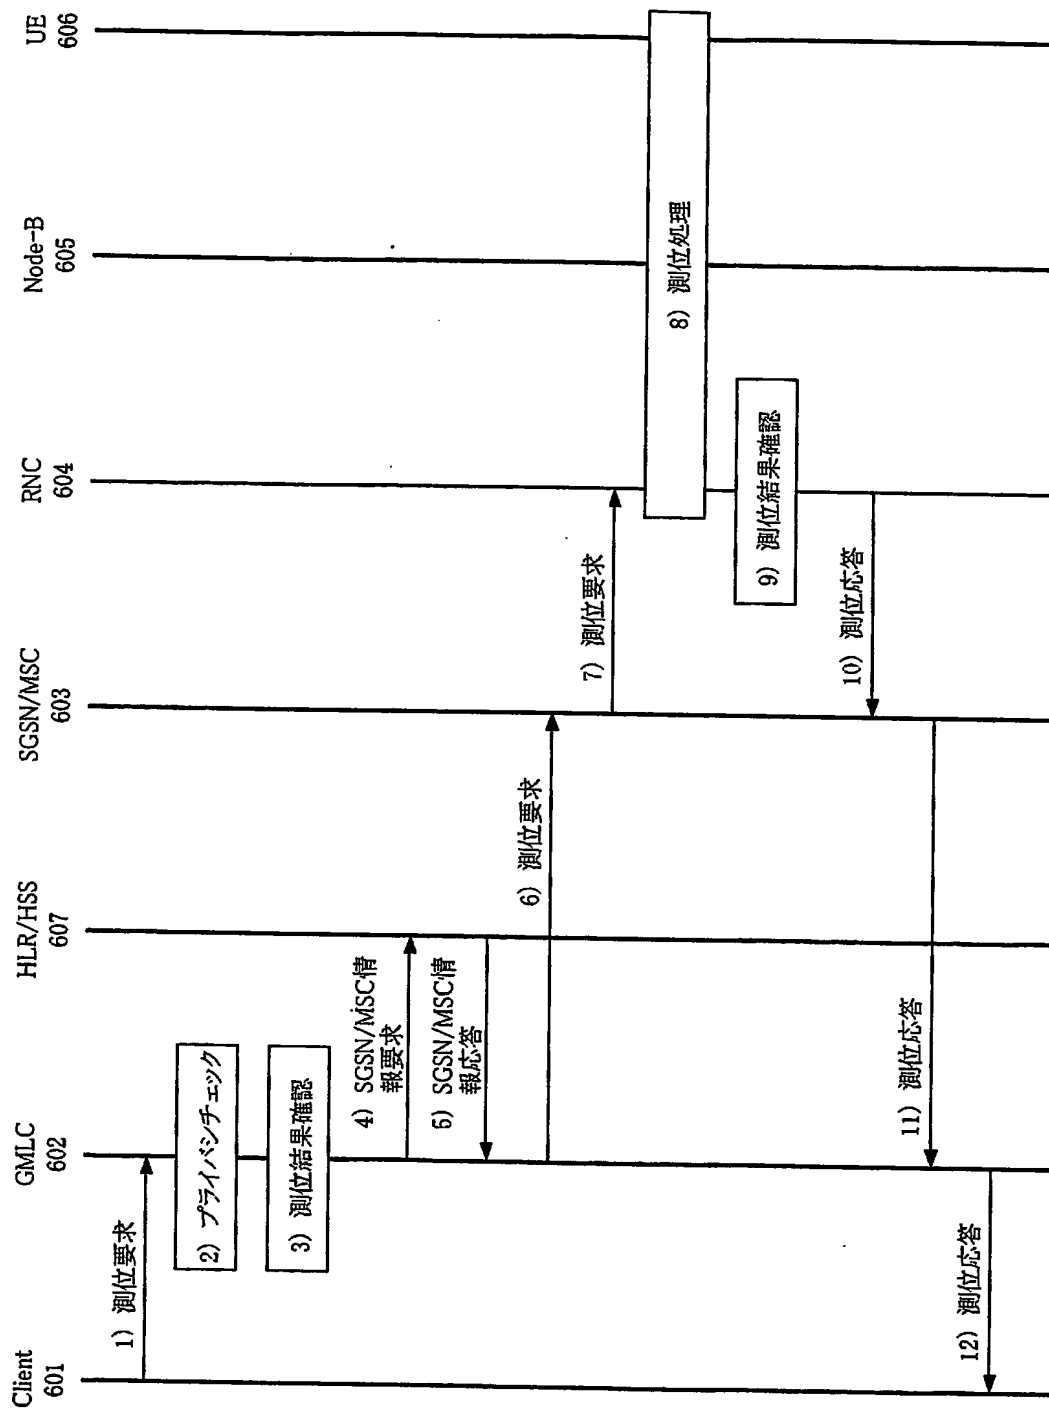 Client
601
GMLC
602
HLR/HSS
607
SGSN/MSC
603
RNC
604
Node-B
605
UE
606
1) 測位要求
2) プライバシチェック
3) 測位結果確認
4) SGSN/MSC情
報要求
5) SGSN/MSC情
報応答
6) 測位要求
7) 測位要求
8) 測位処理
9) 測位結果確認
10) 測位応答
11) 測位応答
12) 測位応答